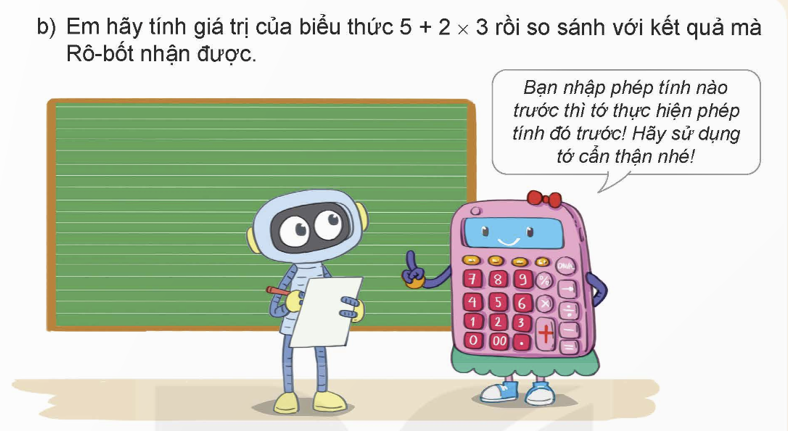 b) Em hãy tính giá trị của biểu thức 5 + 2 × 3 rồi so sánh với kết quả mà
Rô-bốt nhận được.
Bạn nhập phép tính nào
trước thì tớ thực hiện phép
tính đó trước! Hãy sử dụng
tớ cẩn thận nhé!
7 8 9 %
4 5 6 ×
1 2 3 +
0 00 .